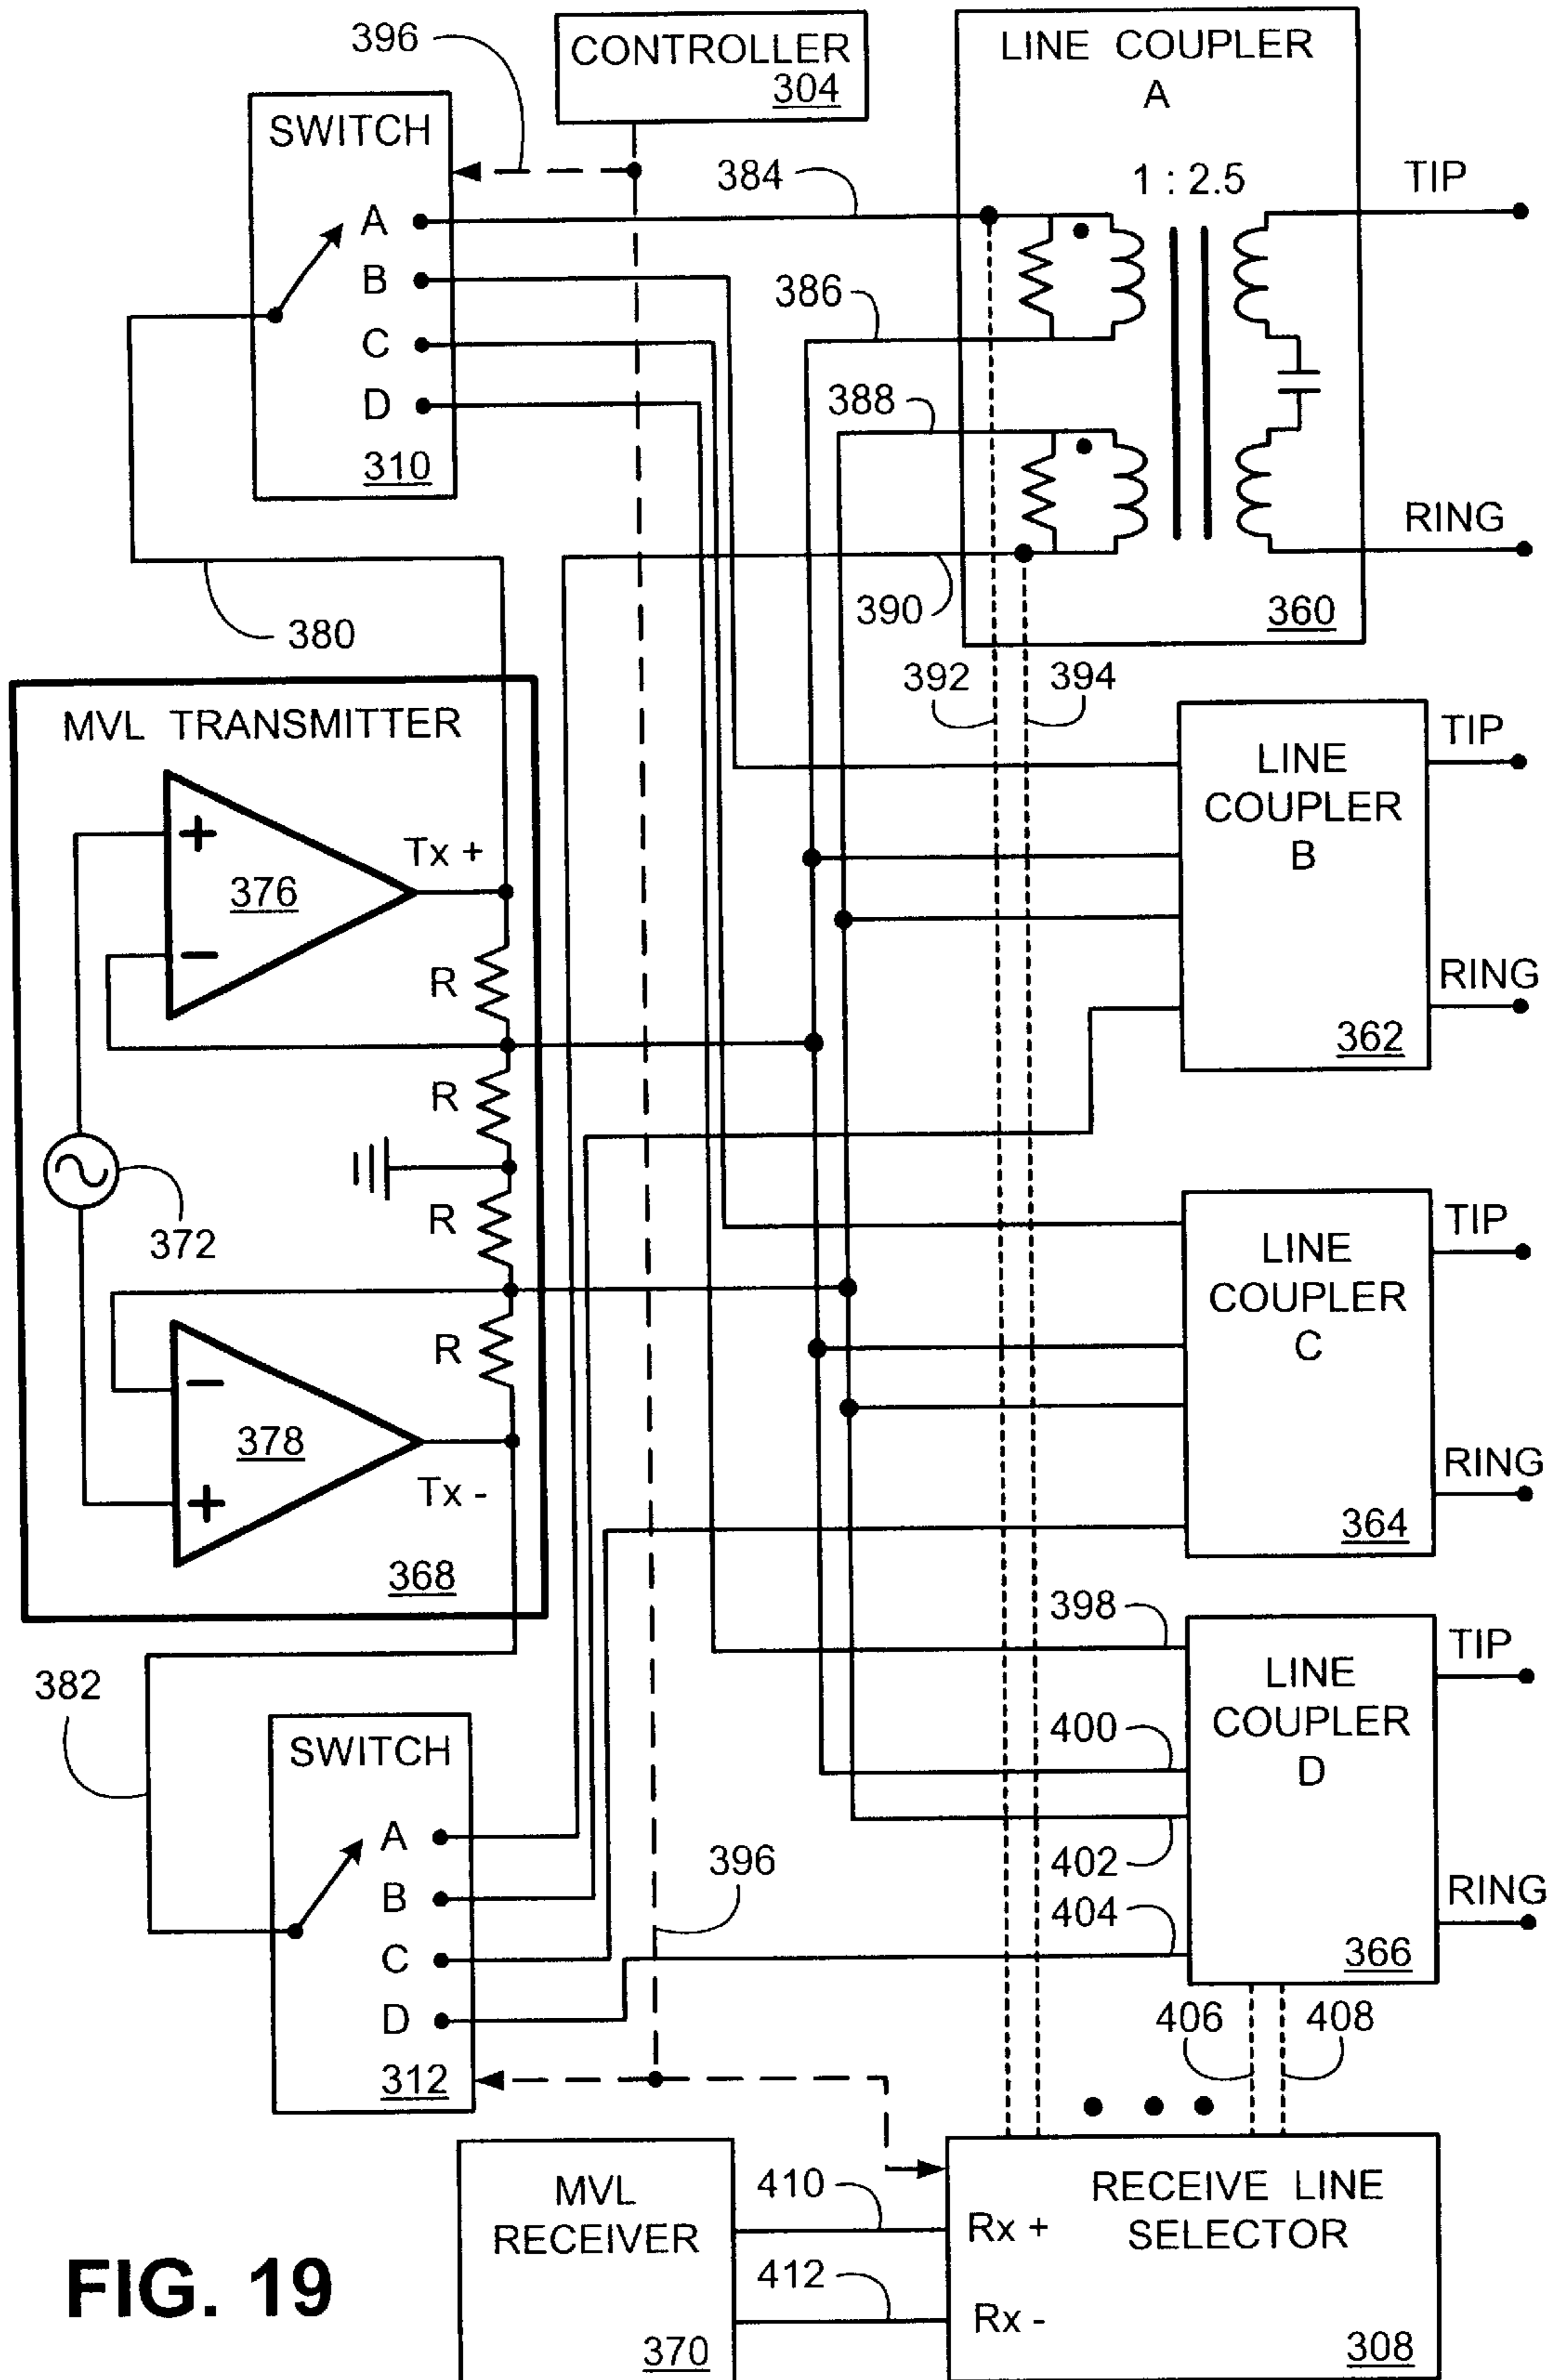 396
CONTROLLER
304
LINE COUPLER
A
SWITCH
A
B
C
D
310
384
386
388
390
1 : 2.5
TIP
RING
360
380
392
394
MVL TRANSMITTER
376
Tx +
R
R
R
R
372
378
Tx -
368
LINE
COUPLER
B
TIP
RING
362
LINE
COUPLER
C
TIP
RING
364
398
400
402
404
LINE
COUPLER
D
TIP
RING
366
382
SWITCH
A
B
C
D
312
396
406
408
MVL
RECEIVER
370
410
412
Rx +
Rx -
RECEIVE LINE
SELECTOR
308
FIG. 19